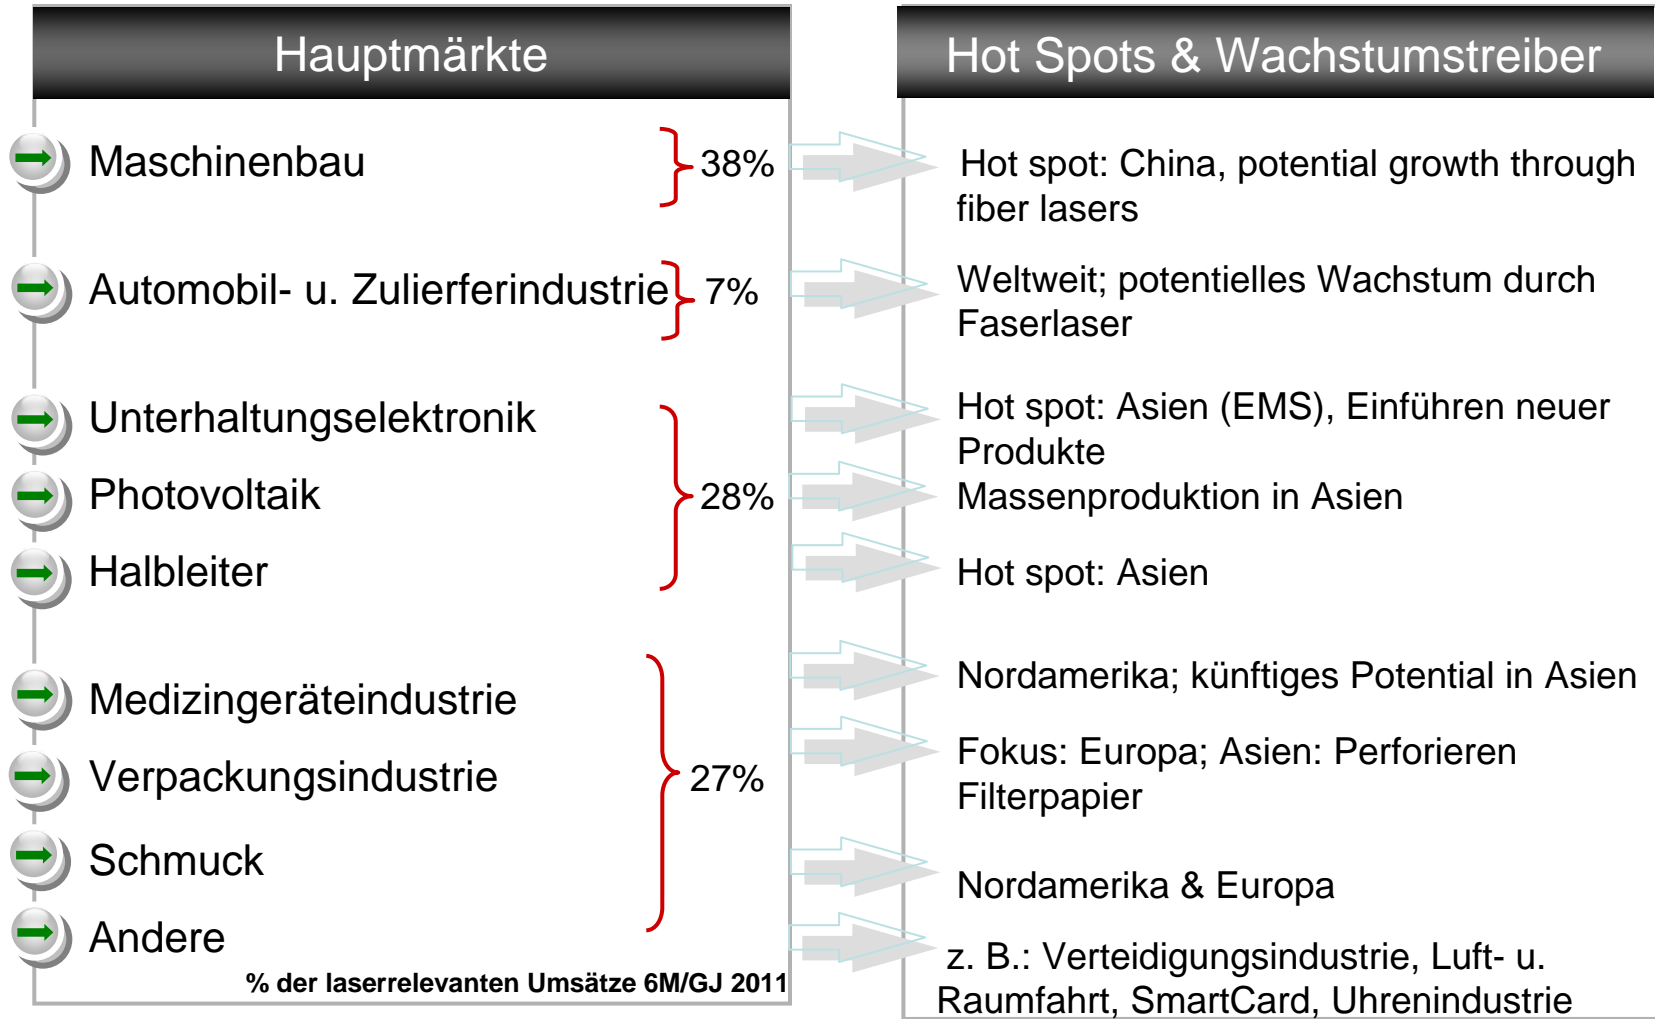 Hauptmärkte
Maschinenbau
38%
Automobil- u. Zulierferindustrie
7%
Unterhaltungselektronik
Photovoltaik
28%
Halbleiter
Medizingeräteindustrie
Verpackungsindustrie
27%
Schmuck
Andere
% der laserrelevanten Umsätze 6M/GJ 2011
Hot Spots & Wachstumstreiber
Hot spot: China, potential growth through
fiber lasers
Weltweit; potentielles Wachstum durch
Faserlaser
Hot spot: Asien (EMS), Einführen neuer
Produkte
Massenproduktion in Asien
Hot spot: Asien
Nordamerika; künftiges Potential in Asien
Fokus: Europa; Asien: Perforieren
Filterpapier
Nordamerika & Europa
z. B.: Verteidigungsindustrie, Luft- u.
Raumfahrt, SmartCard, Uhrenindustrie